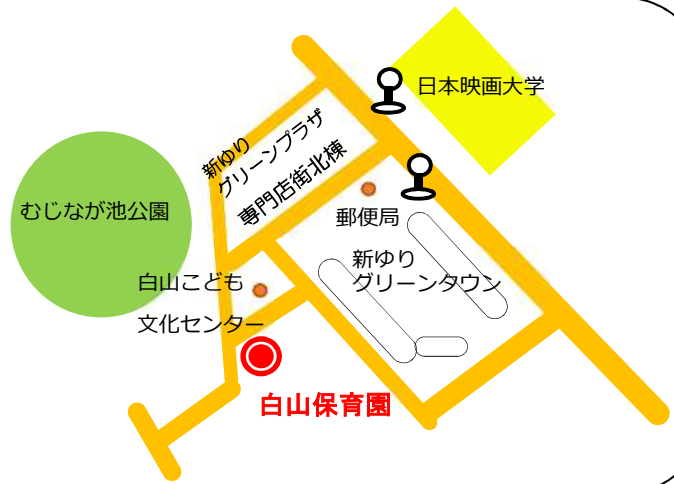 日本映画大学
新ゆり
グリーンプラザ
専門店街北棟
むじなが池公園
郵便局
新ゆり
グリーンタウン
白山こども
文化センター
白山保育園